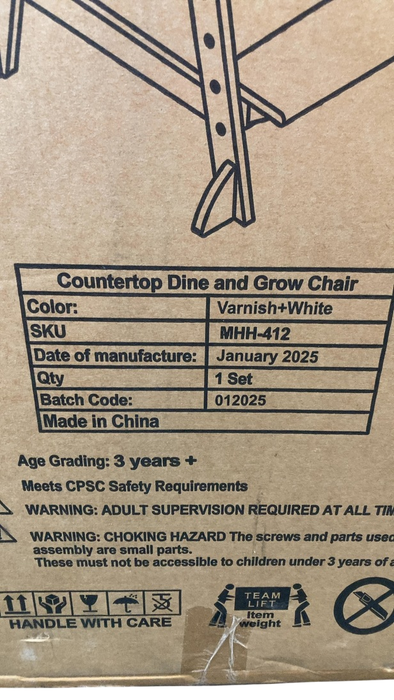 Countertop Dine and Grow Chair
Color: Varnish+White
SKU MHH-412
Date of manufacture: January 2025
Qty 1 Set
Batch Code: 012025
Made in China
Age Grading: 3 years +
Meets CPSC Safety Requirements
WARNING: ADULT SUPERVISION REQUIRED AT ALL TIM
WARNING: CHOKING HAZARD The screws and parts used
assembly are small parts.
These must not be accessible to children under 3 years of a
TEAM
LIFT
Item
weight
HANDLE WITH CARE